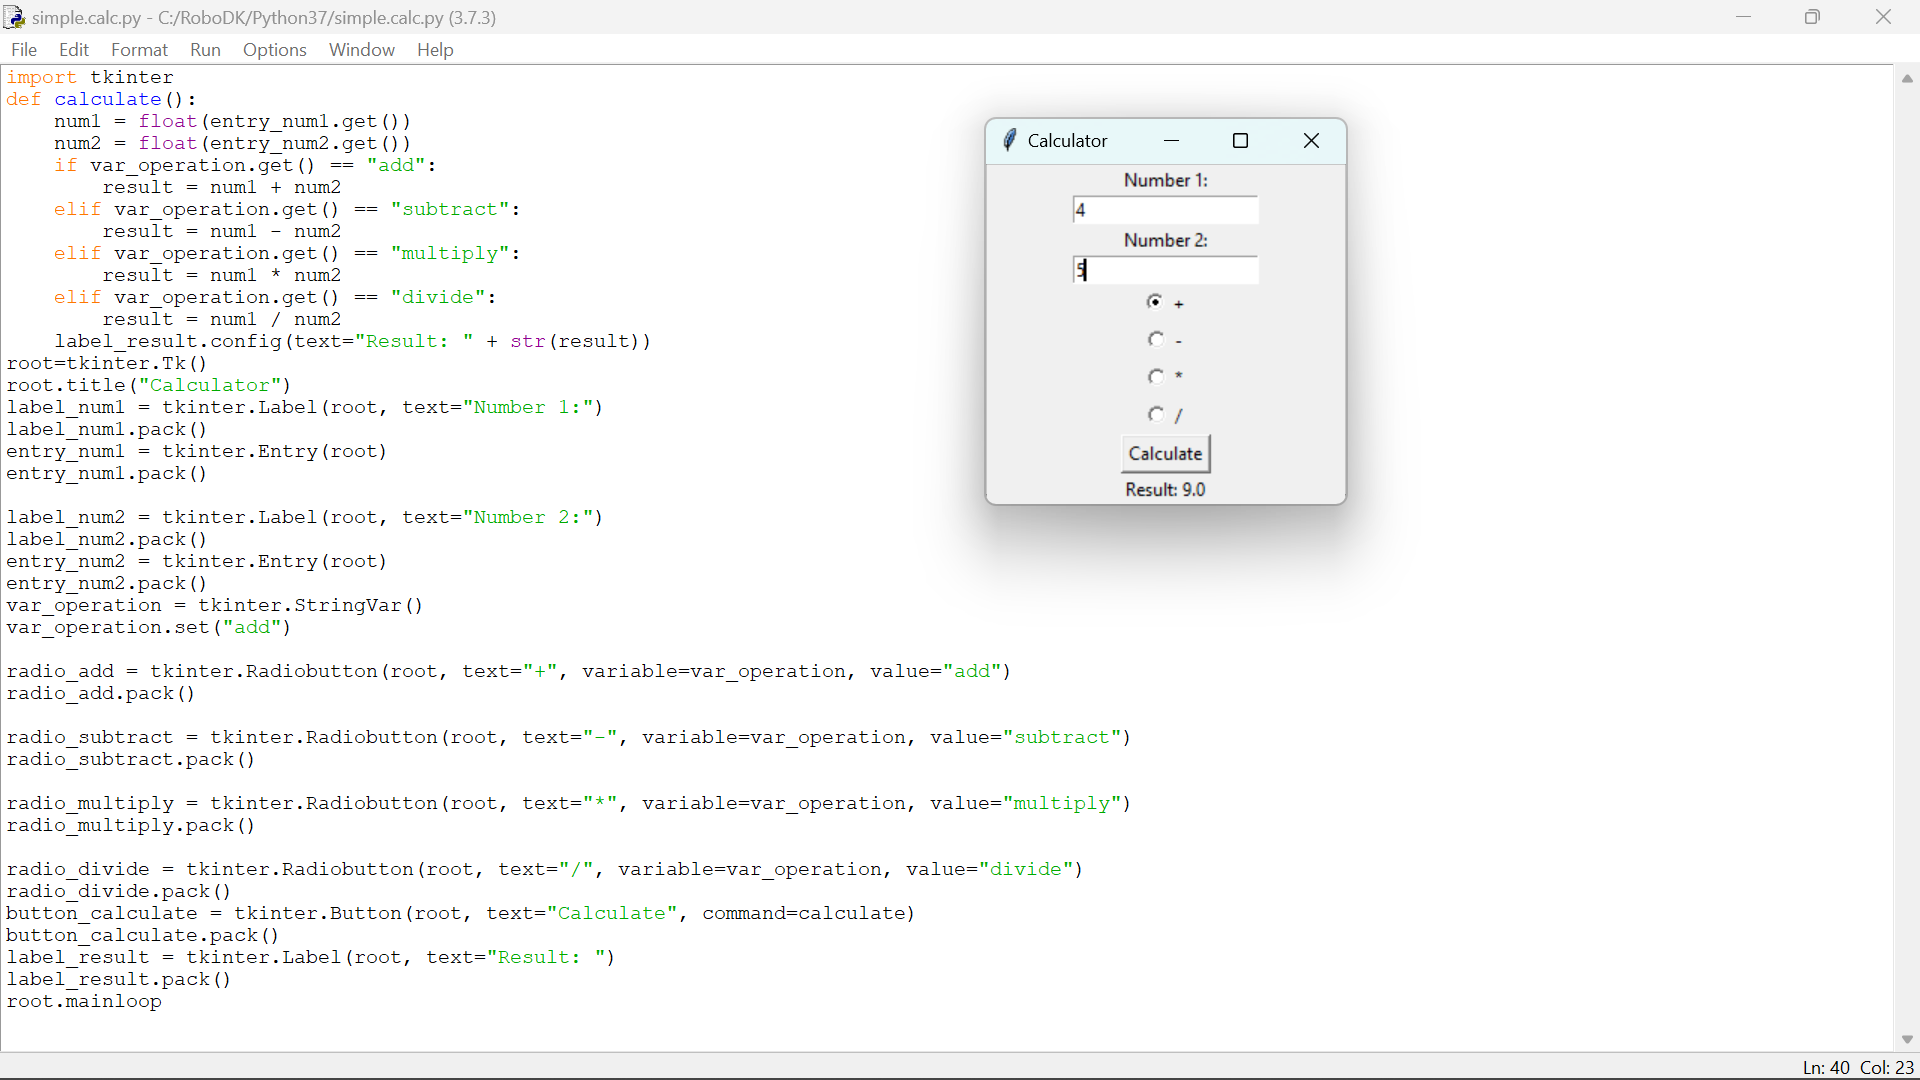 simple.calc.py - C:/RoboDK/Python37/simple.calc.py (3.7.3)
File Edit Format Run Options Window Help
import tkinter
def calculate():
    num1 = float(entry_num1.get())
    num2 = float(entry_num2.get())
    if var_operation.get() == "add":
        result = num1 + num2
    elif var_operation.get() == "subtract":
        result = num1 - num2
    elif var_operation.get() == "multiply":
        result = num1 * num2
    elif var_operation.get() == "divide":
        result = num1 / num2
    label_result.config(text="Result: " + str(result))
root=tkinter.Tk()
root.title("Calculator")
label_num1 = tkinter.Label(root, text="Number 1:")
label_num1.pack()
entry_num1 = tkinter.Entry(root)
entry_num1.pack()

label_num2 = tkinter.Label(root, text="Number 2:")
label_num2.pack()
entry_num2 = tkinter.Entry(root)
entry_num2.pack()
var_operation = tkinter.StringVar()
var_operation.set("add")

radio_add = tkinter.Radiobutton(root, text="+", variable=var_operation, value="add")
radio_add.pack()

radio_subtract = tkinter.Radiobutton(root, text="-", variable=var_operation, value="subtract")
radio_subtract.pack()

radio_multiply = tkinter.Radiobutton(root, text="*", variable=var_operation, value="multiply")
radio_multiply.pack()

radio_divide = tkinter.Radiobutton(root, text="/", variable=var_operation, value="divide")
radio_divide.pack()
button_calculate = tkinter.Button(root, text="Calculate", command=calculate)
button_calculate.pack()
label_result = tkinter.Label(root, text="Result: ")
label_result.pack()
root.mainloop
Calculator
Number 1:
4
Number 2:
5
+
-
*
/
Calculate
Result: 9.0
Ln: 40 Col: 23